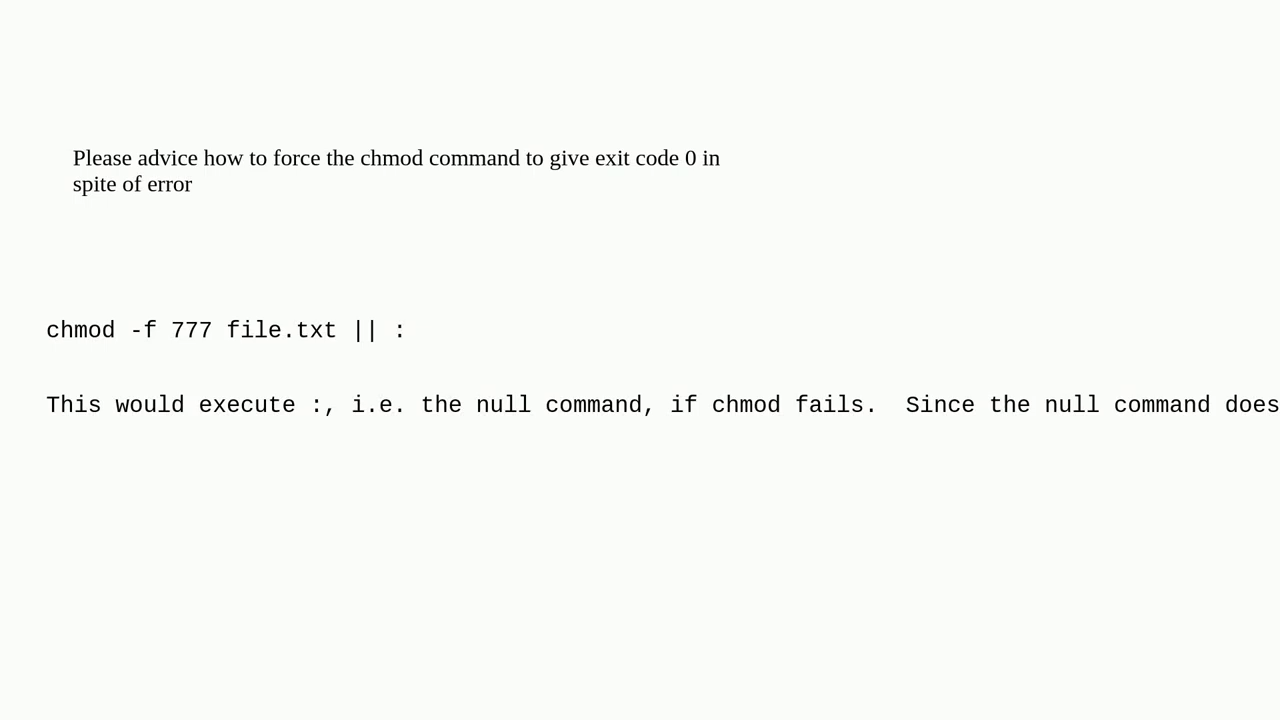 Please advice how to force the chmod command to give exit code 0 in
spite of error
chmod -f 777 file.txt || :
This would execute :, i.e. the null command, if chmod fails.  Since the null command does